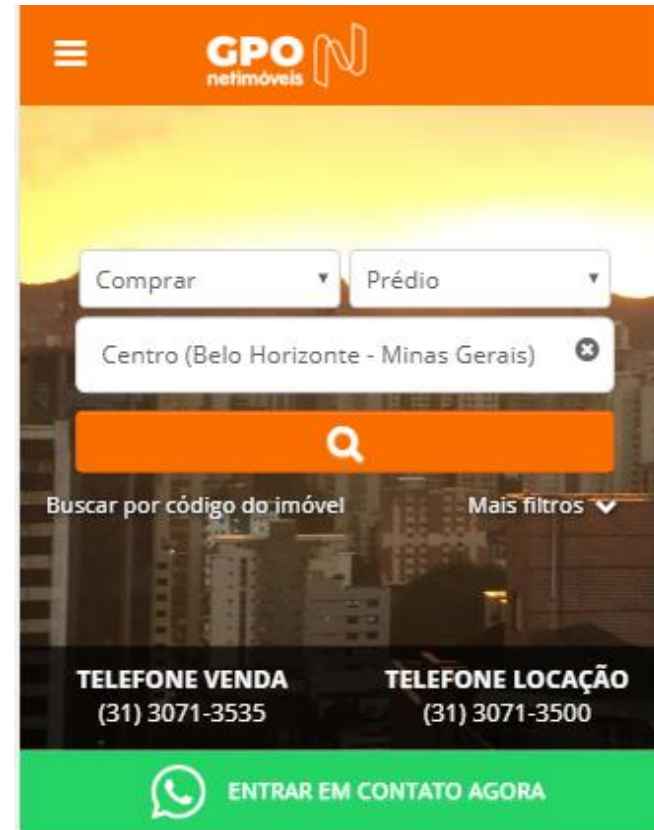 GPO
netimóveis
Comprar Prédio
Centro (Belo Horizonte - Minas Gerais)
Buscar por código do imóvel Mais filtros
TELEFONE VENDA TELEFONE LOCAÇÃO
(31) 3071-3535 (31) 3071-3500
ENTRAR EM CONTATO AGORA